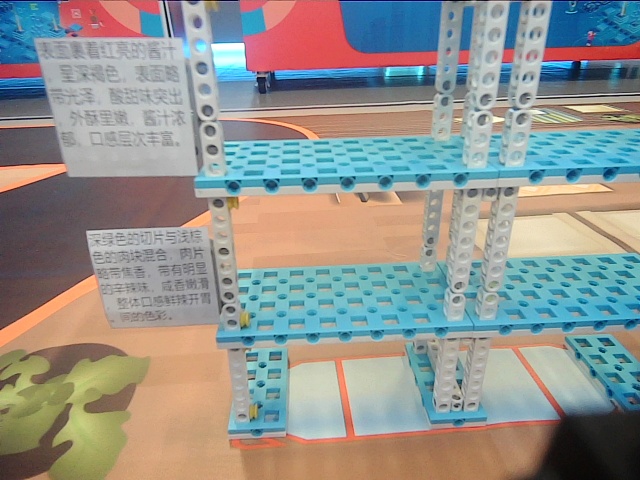 表面裹着红亮的酱汁
里深褐色，表面略
带光泽，酸甜味突出
外酥里嫩，酱汁浓
郁，口感层次丰富。
深绿色的切片与浅棕
色的肉块混合，肉片
略带焦香，带有明显
的辛辣味，咸香嫩滑
整体口感鲜辣开胃
的色彩。